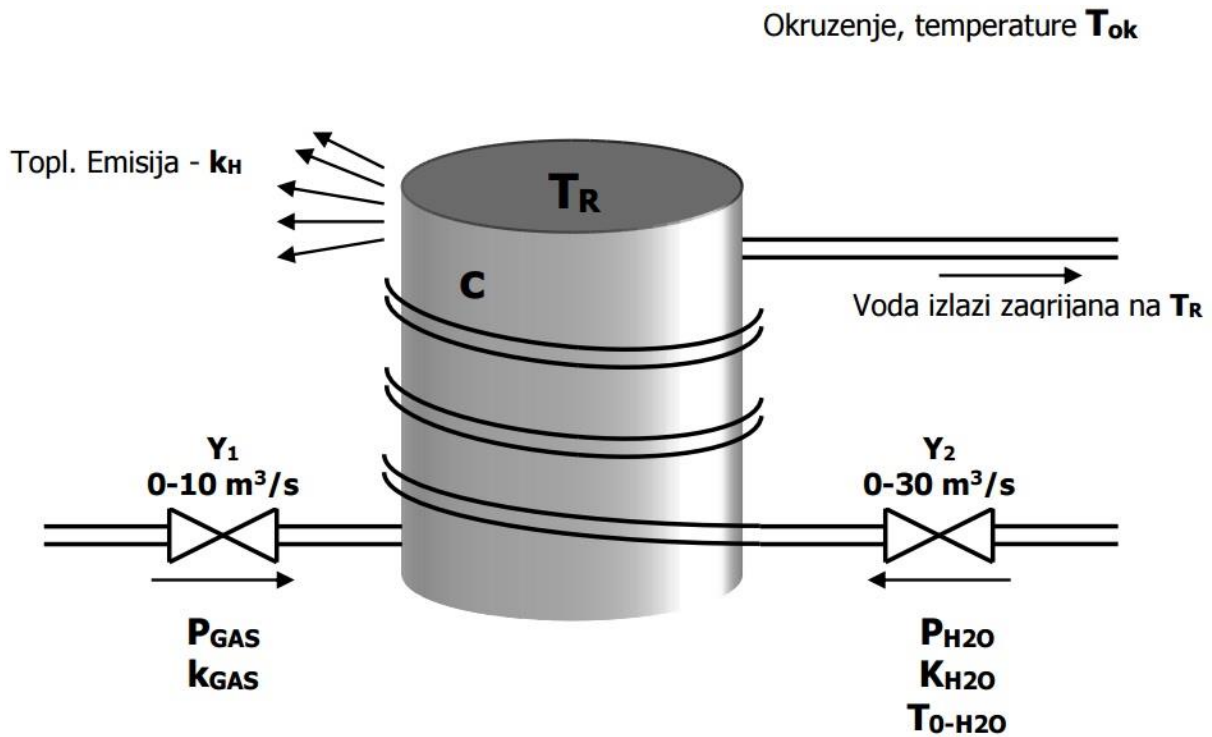 Okruzenje, temperature Tok
Topl. Emisija - kH
TR
C
Voda izlazi zagrijana na TR
Y1
0-10 m³/s
Y2
0-30 m³/s
PGAS
kGAS
PH2O
KH2O
T0-H2O